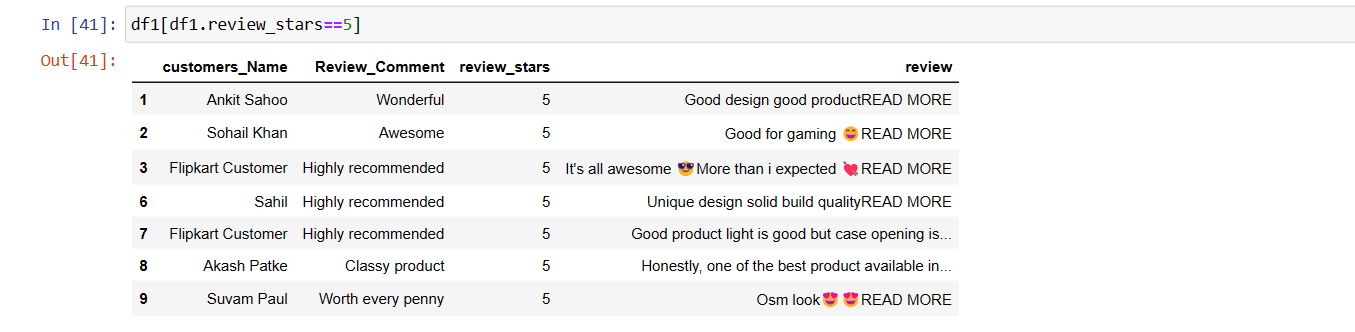 In [41]: df1[df1.review_stars==5]
Out[41]:
customers_Name Review_Comment review_stars review
1 Ankit Sahoo Wonderful 5 Good design good productREAD MORE
2 Sohail Khan Awesome 5 Good for gaming 😄READ MORE
3 Flipkart Customer Highly recommended 5 It's all awesome 😎More than i expected 💘READ MORE
6 Sahil Highly recommended 5 Unique design solid build qualityREAD MORE
7 Flipkart Customer Highly recommended 5 Good product light is good but case opening is...
8 Akash Patke Classy product 5 Honestly, one of the best product available in...
9 Suvam Paul Worth every penny 5 Osm look😍😍READ MORE